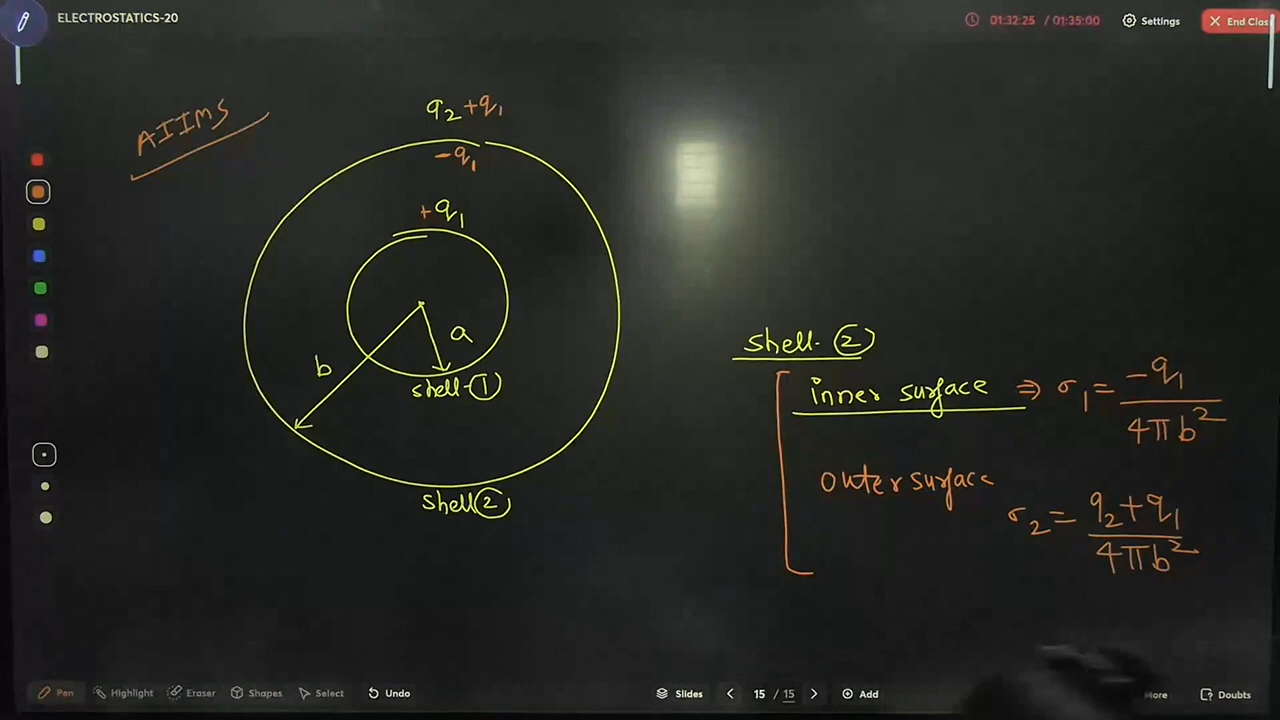 ELECTROSTATICS-20
01:32:25 / 01:35:00
Settings
End Clas
AIIMS
q₂ +q₁
-q₁
+q₁
a
b
shell-①
shell②
shell-②
inner surface ⇒ σ₁ = -q₁/4πb²
outer surface
σ₂ = q₂+q₁/4πb²
Pen
Highlight
Eraser
Shapes
Select
Undo
Slides
15 / 15
Add
More
Doubts